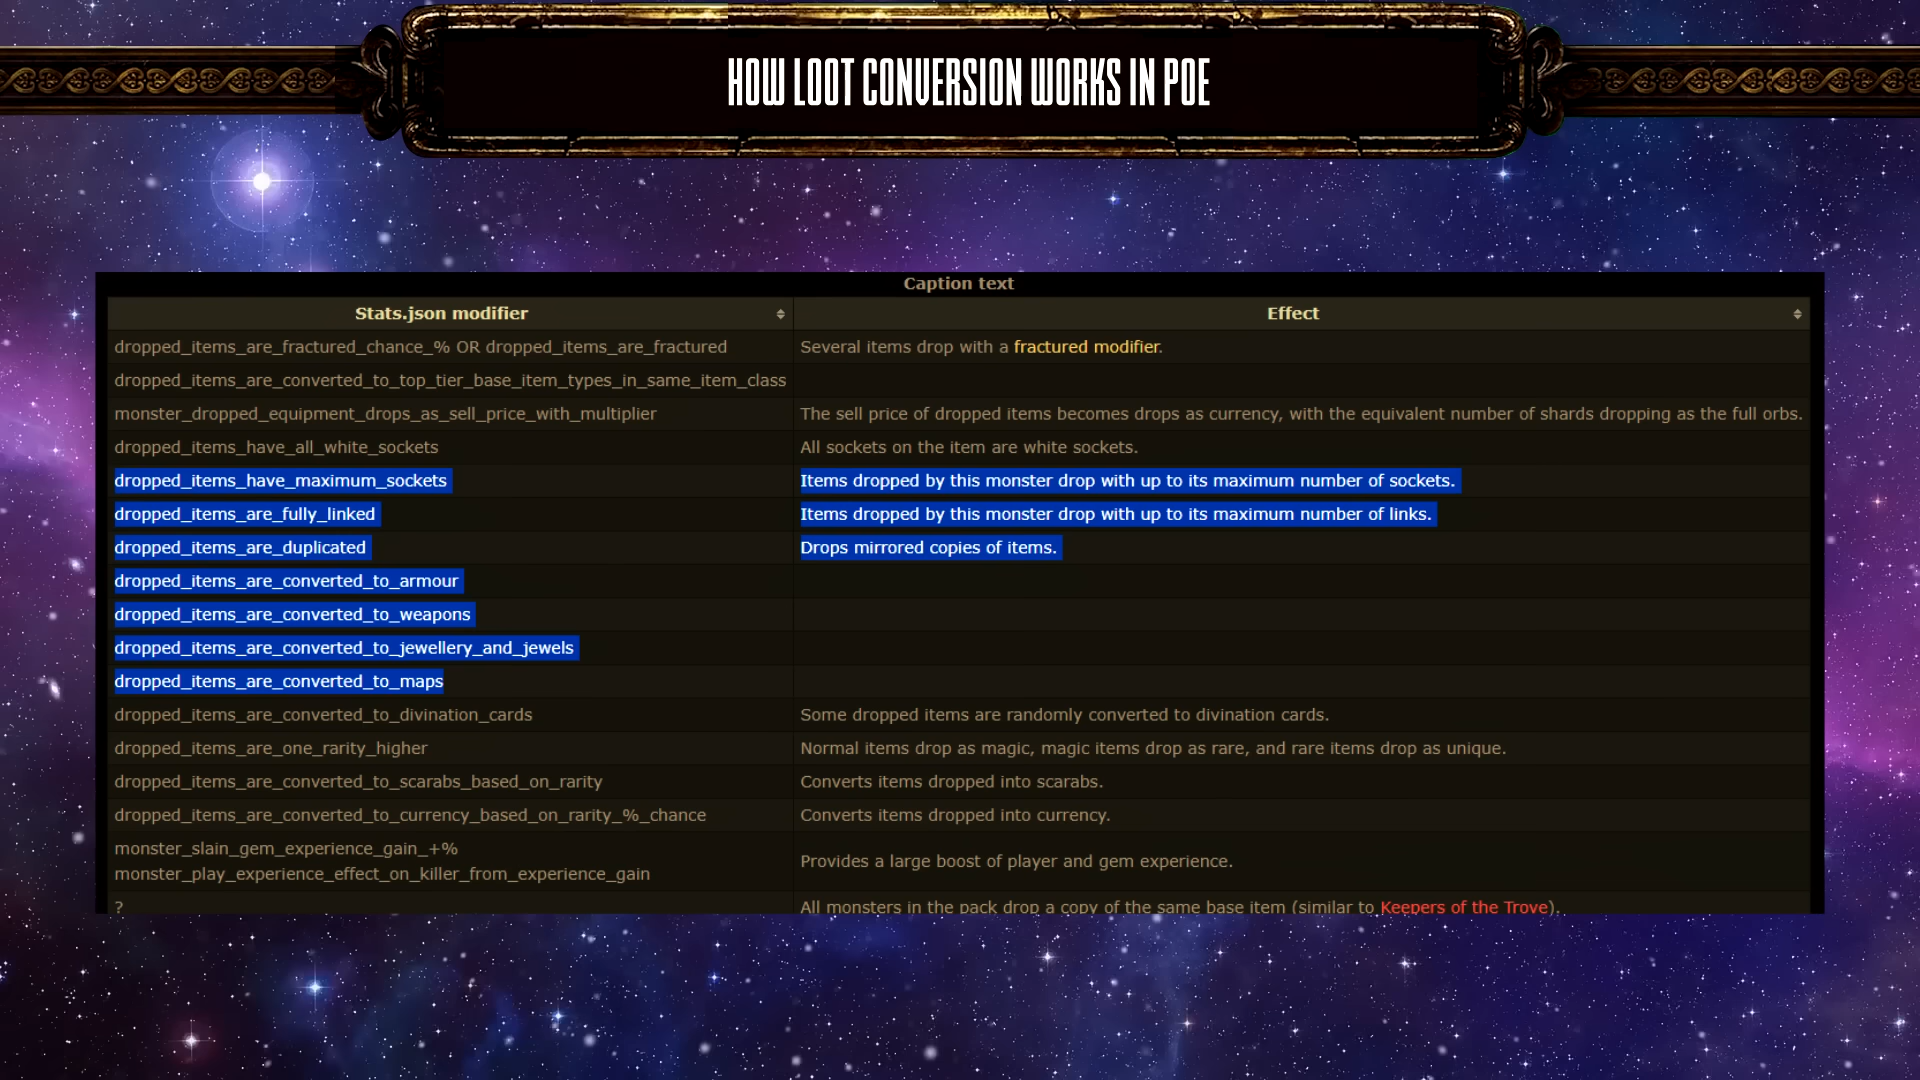 HOW LOOT CONVERSION WORKS IN POE
Caption text
Stats.json modifier Effect
dropped_items_are_fractured_chance_% OR dropped_items_are_fractured Several items drop with a fractured modifier.
dropped_items_are_converted_to_top_tier_base_item_types_in_same_item_class
monster_dropped_equipment_drops_as_sell_price_with_multiplier The sell price of dropped items becomes drops as currency, with the equivalent number of shards dropping as the full orbs.
dropped_items_have_all_white_sockets All sockets on the item are white sockets.
dropped_items_have_maximum_sockets Items dropped by this monster drop with up to its maximum number of sockets.
dropped_items_are_fully_linked Items dropped by this monster drop with up to its maximum number of links.
dropped_items_are_duplicated Drops mirrored copies of items.
dropped_items_are_converted_to_armour
dropped_items_are_converted_to_weapons
dropped_items_are_converted_to_jewellery_and_jewels
dropped_items_are_converted_to_maps
dropped_items_are_converted_to_divination_cards Some dropped items are randomly converted to divination cards.
dropped_items_are_one_rarity_higher Normal items drop as magic, magic items drop as rare, and rare items drop as unique.
dropped_items_are_converted_to_scarabs_based_on_rarity Converts items dropped into scarabs.
dropped_items_are_converted_to_currency_based_on_rarity_%_chance Converts items dropped into currency.
monster_slain_gem_experience_gain_+%
monster_play_experience_effect_on_killer_from_experience_gain Provides a large boost of player and gem experience.
? All monsters in the pack drop a copy of the same base item (similar to Keepers of the Trove).